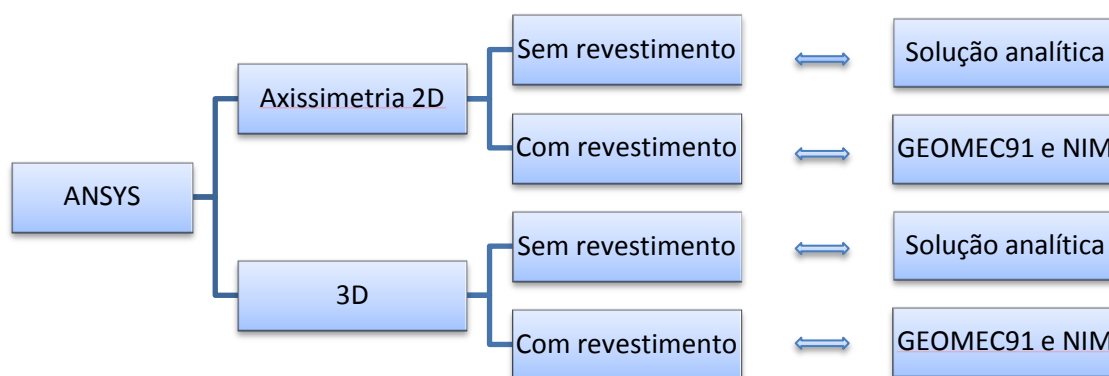 ANSYS
Axissimetria 2D
Sem revestimento
Solução analítica
Com revestimento
GEOMEC91 e NIM
3D
Sem revestimento
Solução analítica
Com revestimento
GEOMEC91 e NIM